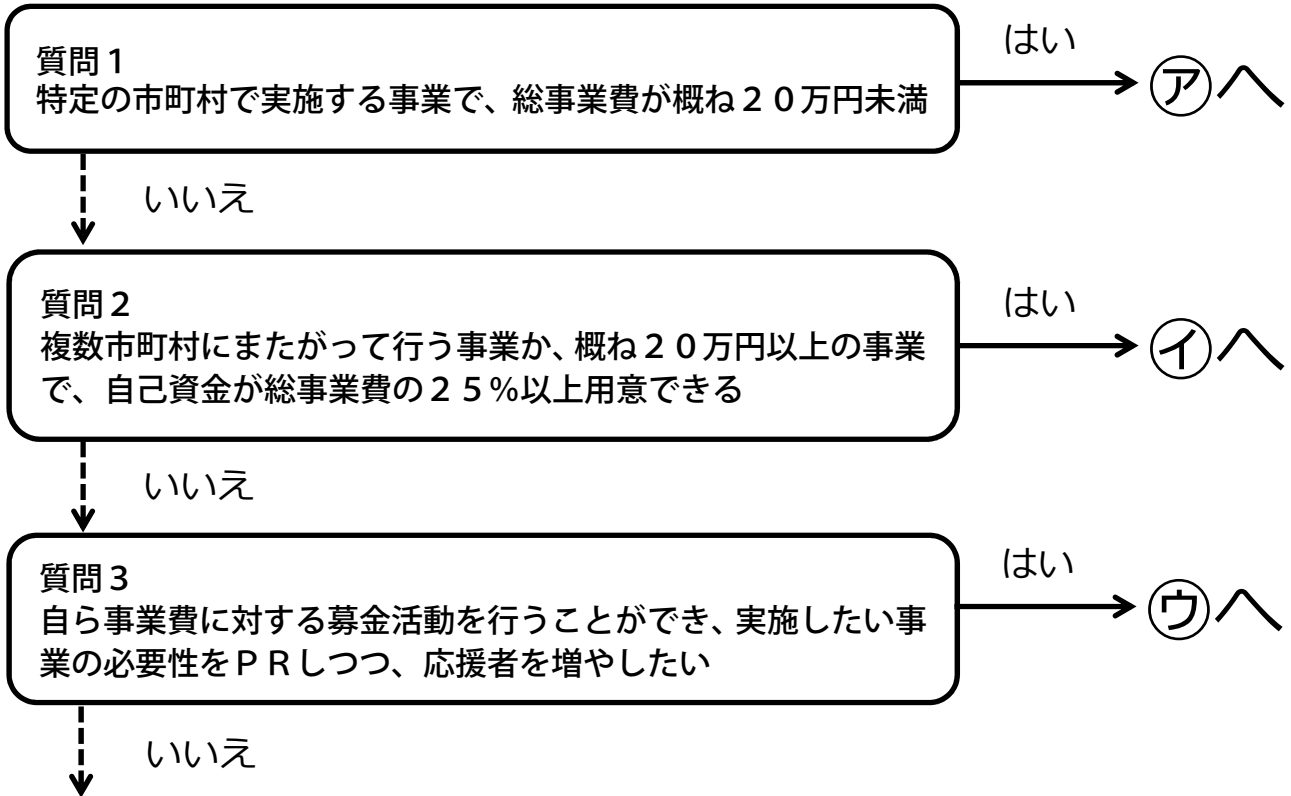 質問１
特定の市町村で実施する事業で、総事業費が概ね２０万円未満
はい
㋐へ
いいえ
質問２
複数市町村にまたがって行う事業か、概ね２０万円以上の事業
で、自己資金が総事業費の２５％以上用意できる
はい
㋑へ
いいえ
質問３
自ら事業費に対する募金活動を行うことができ、実施したい事
業の必要性をＰＲしつつ、応援者を増やしたい
はい
㋒へ
いいえ